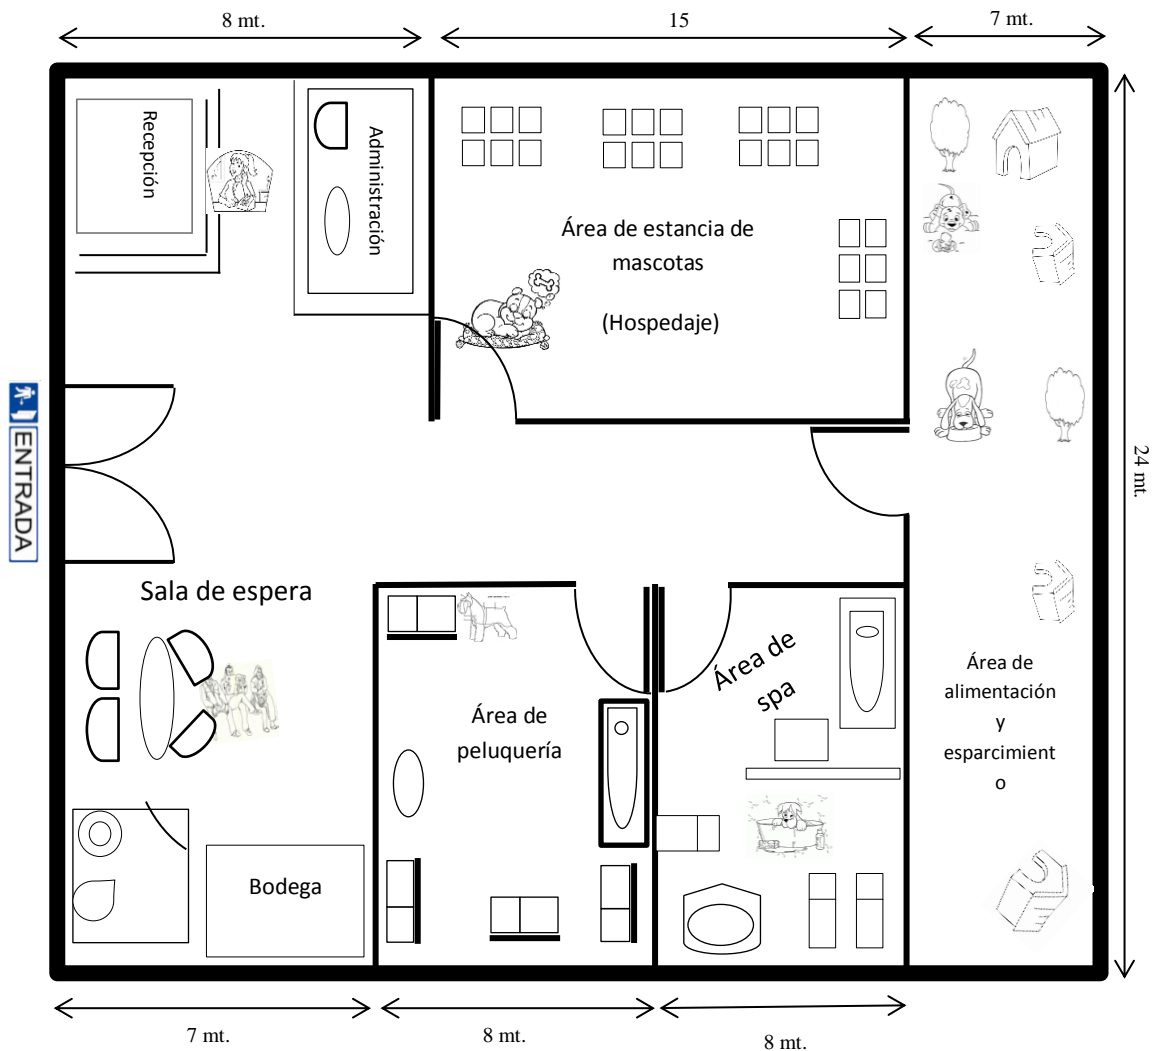 8 mt.
15
7 mt.
Recepción
Administración
Área de estancia de
mascotas
(Hospedaje)
ENTRADA
24 mt.
Sala de espera
Área de
peluquería
Área de
spa
Área de
alimentación
y
esparcimient
o
Bodega
7 mt.
8 mt.
8 mt.